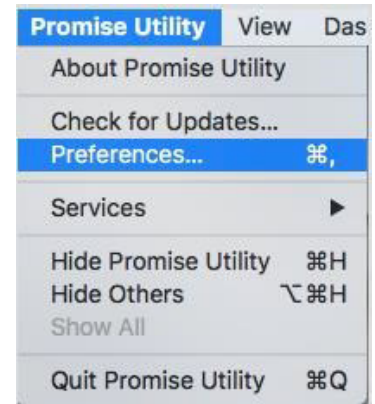 Promise Utility View Das
About Promise Utility
Check for Updates...
Preferences... ⌘,
Services ▶
Hide Promise Utility ⌘H
Hide Others ⌥⌘H
Show All
Quit Promise Utility ⌘Q